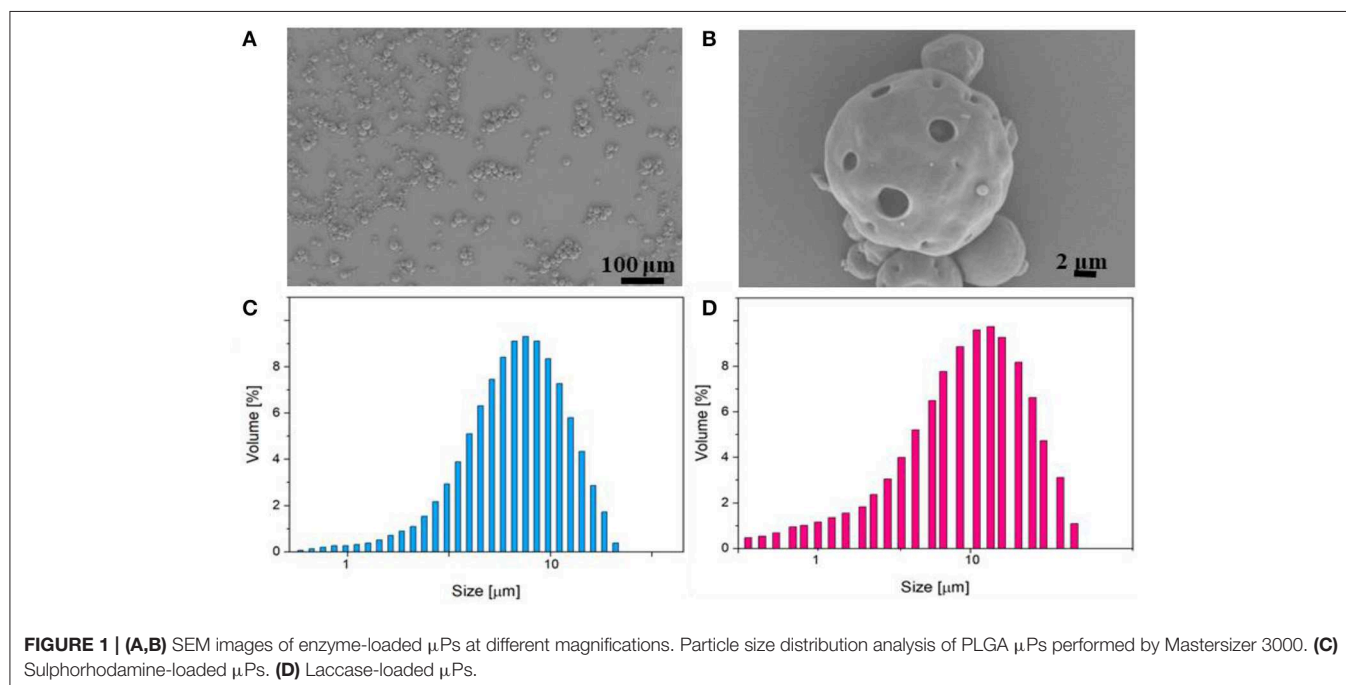 A
B
100 μm
2 μm
C
D
8
6
4
2
0
Volume [%]
1
10
Size [μm]
8
6
4
2
0
Volume [%]
1
10
Size [μm]
FIGURE 1 | (A,B) SEM images of enzyme-loaded μPs at different magnifications. Particle size distribution analysis of PLGA μPs performed by Mastersizer 3000. (C)
Sulphorhodamine-loaded μPs. (D) Laccase-loaded μPs.